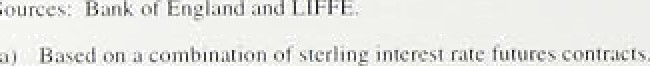 Sources: Bank of England and LIFFE.
a) Based on a combination of sterling interest rate futures contracts.